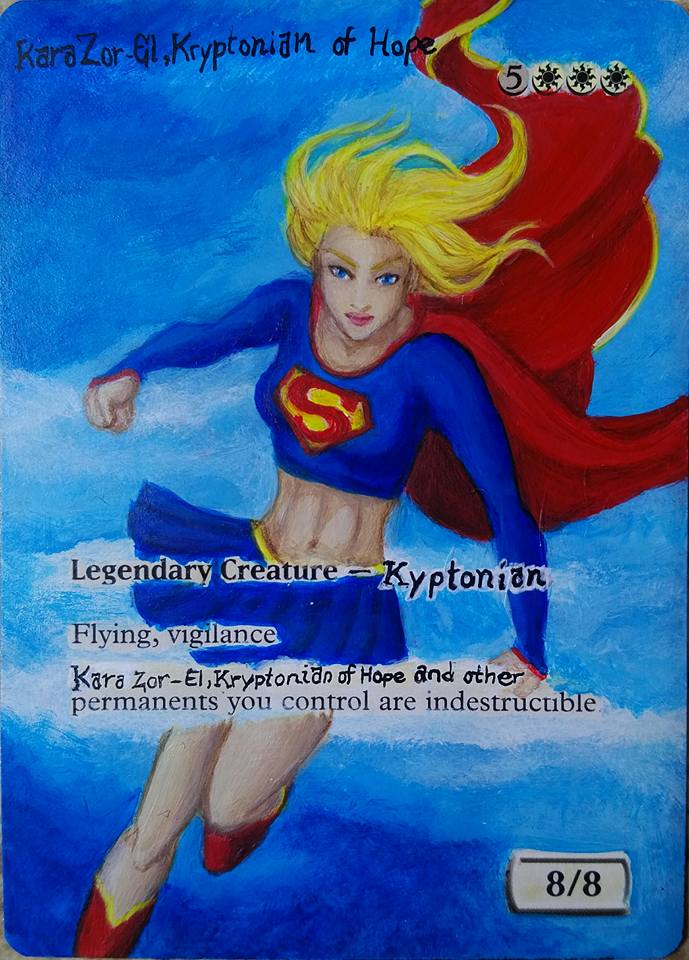 Kara Zor-El, Kryptonian of Hope
5
S
Legendary Creature — Kyptonian
Flying, vigilance
Kara Zor-El, Kryptonian of Hope and other
permanents you control are indestructible
8/8